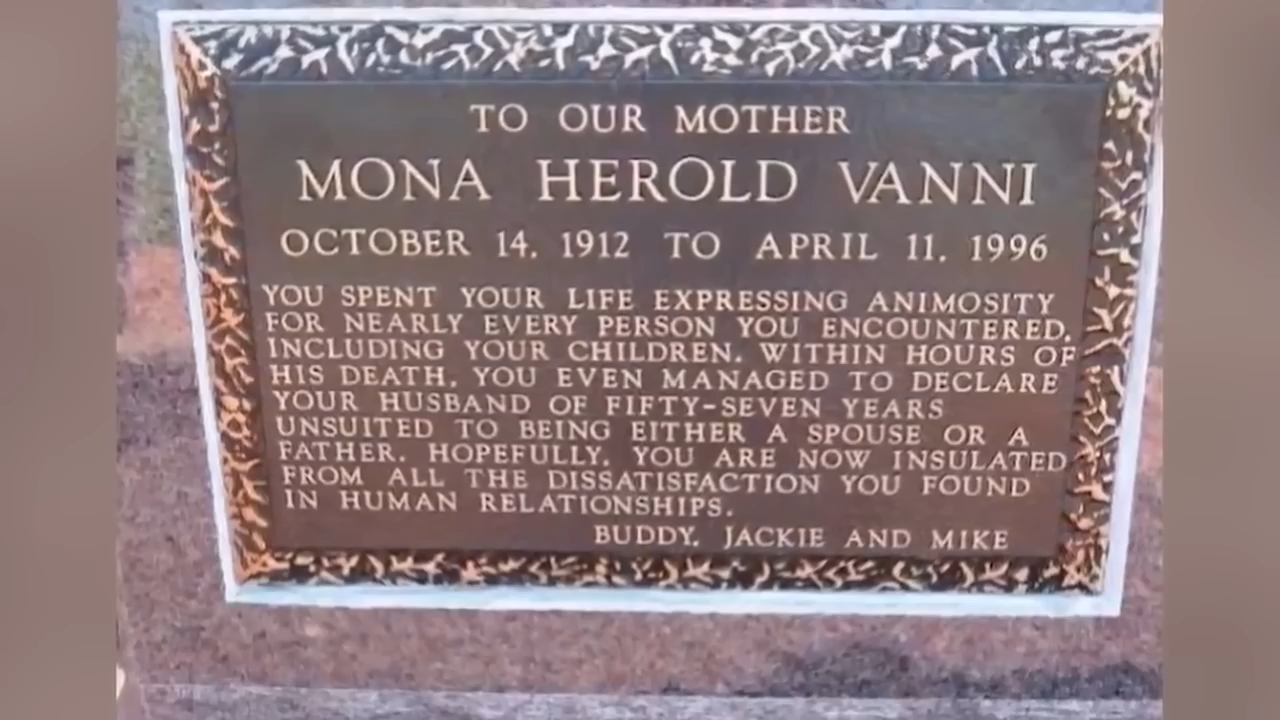 TO OUR MOTHER
MONA HEROLD VANNI
OCTOBER 14, 1912 TO APRIL 11, 1996
YOU SPENT YOUR LIFE EXPRESSING ANIMOSITY
FOR NEARLY EVERY PERSON YOU ENCOUNTERED,
INCLUDING YOUR CHILDREN. WITHIN HOURS OF
HIS DEATH, YOU EVEN MANAGED TO DECLARE
YOUR HUSBAND OF FIFTY-SEVEN YEARS
UNSUITED TO BEING EITHER A SPOUSE OR A
FATHER. HOPEFULLY, YOU ARE NOW INSULATED
FROM ALL THE DISSATISFACTION YOU FOUND
IN HUMAN RELATIONSHIPS.
BUDDY, JACKIE AND MIKE